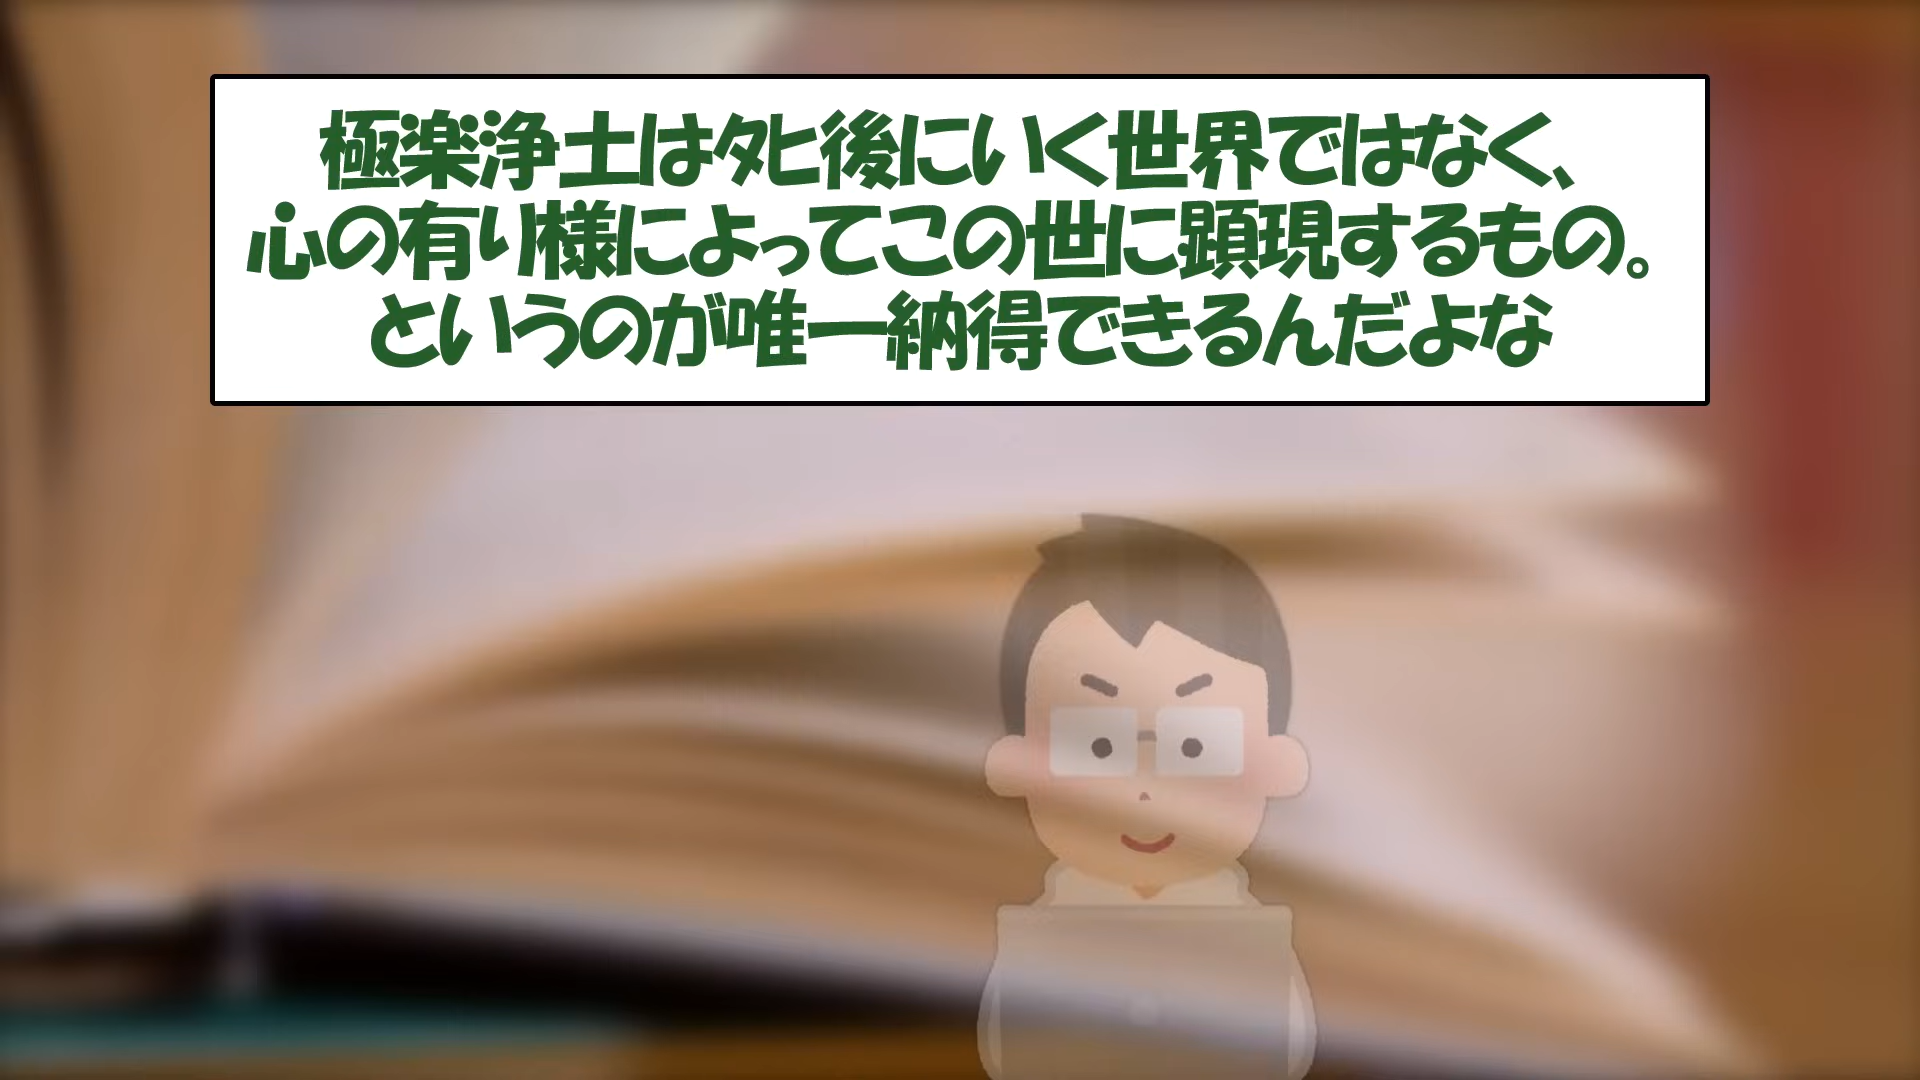 極楽浄土はタヒ後にいく世界ではなく、
心の有り様によってこの世に顕現するもの。
というのが唯一納得できるんだよな